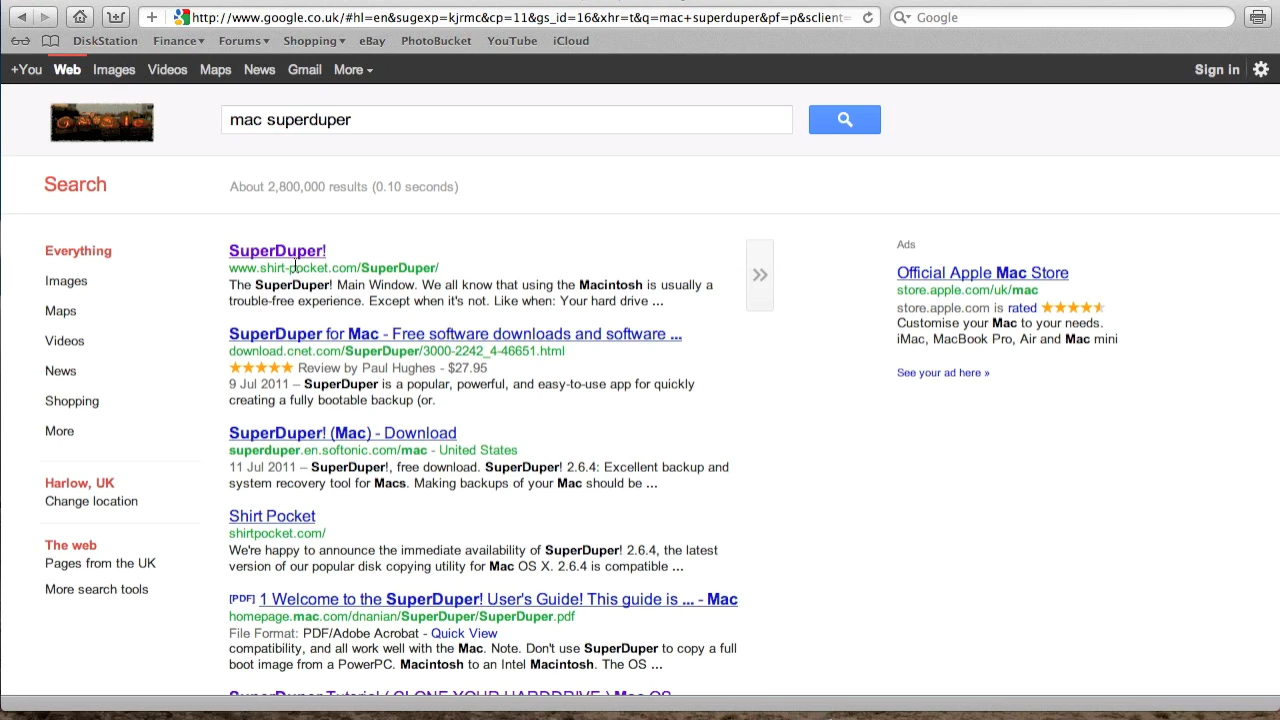 http://www.google.co.uk/#hl=en&sugexp=kjrmc&cp=11&gs_id=16&xhr=t&q=mac+superduper&pf=p&sclient=
Google
DiskStation Finance▾ Forums▾ Shopping▾ eBay PhotoBucket YouTube iCloud
+You Web Images Videos Maps News Gmail More Sign in
mac superduper
Search
About 2,800,000 results (0.10 seconds)
Everything
Images
Maps
Videos
News
Shopping
More
Harlow, UK
Change location
The web
Pages from the UK
More search tools
SuperDuper!
www.shirt-pocket.com/SuperDuper/
The SuperDuper! Main Window. We all know that using the Macintosh is usually a
trouble-free experience. Except when it's not. Like when: Your hard drive ...
SuperDuper for Mac - Free software downloads and software ...
download.cnet.com/SuperDuper/3000-2242_4-46651.html
★★★★★ Review by Paul Hughes - $27.95
9 Jul 2011 – SuperDuper is a popular, powerful, and easy-to-use app for quickly
creating a fully bootable backup (or.
SuperDuper! (Mac) - Download
superduper.en.softonic.com/mac - United States
11 Jul 2011 – SuperDuper!, free download. SuperDuper! 2.6.4: Excellent backup and
system recovery tool for Macs. Making backups of your Mac should be ...
Shirt Pocket
shirtpocket.com/
We're happy to announce the immediate availability of SuperDuper! 2.6.4, the latest
version of our popular disk copying utility for Mac OS X. 2.6.4 is compatible ...
[PDF] 1 Welcome to the SuperDuper! User's Guide! This guide is ... - Mac
homepage.mac.com/dnanian/SuperDuper/SuperDuper.pdf
File Format: PDF/Adobe Acrobat - Quick View
compatibility, and all work well with the Mac. Note. Don't use SuperDuper to copy a full
boot image from a PowerPC. Macintosh to an Intel Macintosh. The OS ...
SuperDuper Tutorial ( CLONE YOUR HARDDRIVE ) Mac OS
Ads
Official Apple Mac Store
store.apple.com/uk/mac
store.apple.com is rated
Customise your Mac to your needs.
iMac, MacBook Pro, Air and Mac mini
See your ad here »